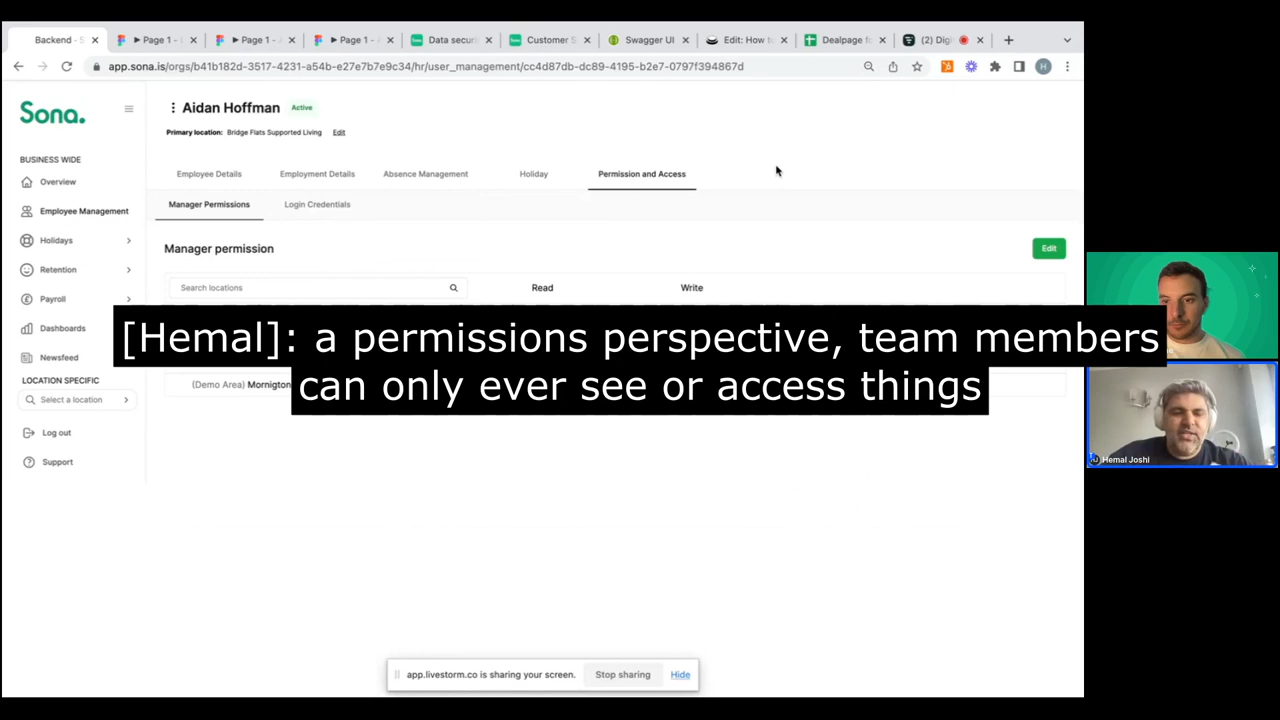 Backend - S
▶ Page 1 -
▶ Page 1 -
▶ Page 1 -
Data securi
Customer S
Swagger UI
Edit: How to
Dealpage fo
(2) Digi
app.sona.is/orgs/b41b182d-3517-4231-a54b-e27e7b7e9c34/hr/user_management/cc4d87db-dc89-4195-b2e7-0797f394867d
H
Sona.
Aidan Hoffman
Active
Primary location: Bridge Flats Supported Living Edit
BUSINESS WIDE
Overview
Employee Management
Holidays
Retention
Payroll
Dashboards
Newsfeed
LOCATION SPECIFIC
Select a location
Log out
Support
Employee Details
Employment Details
Absence Management
Holiday
Permission and Access
Manager Permissions
Login Credentials
Manager permission
Edit
Search locations
Read
Write
[Hemal]: a permissions perspective, team members
can only ever see or access things
(Demo Area) Mornington
Hemal Joshi
app.livestorm.co is sharing your screen.
Stop sharing
Hide